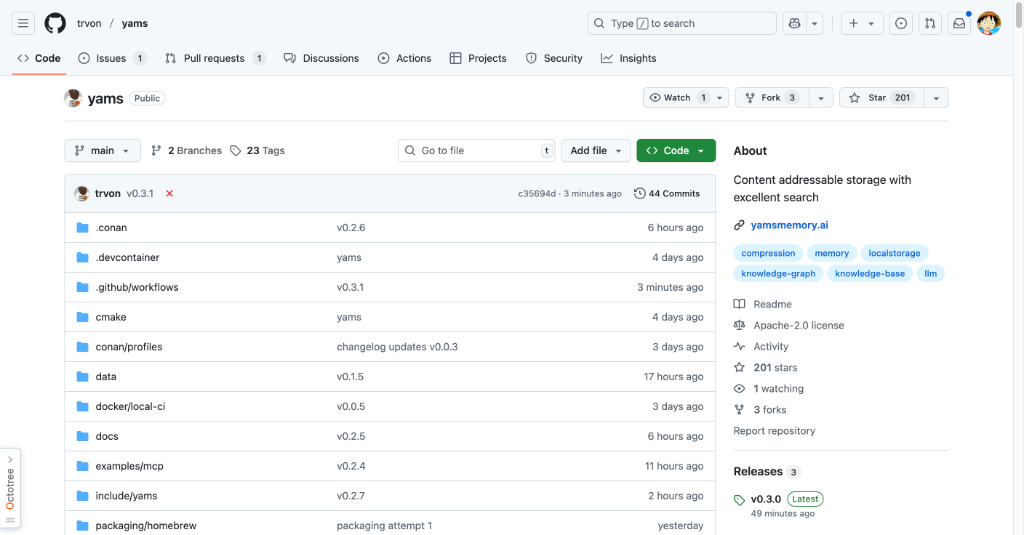 trvon / yams
Type / to search
Code
Issues 1
Pull requests 1
Discussions
Actions
Projects
Security
Insights
yams Public
Watch 1
Fork 3
Star 201
main
2 Branches
23 Tags
Go to file t
Add file
Code
trvon v0.3.1
c35694d · 3 minutes ago
44 Commits
.conan v0.2.6 6 hours ago
.devcontainer yams 4 days ago
.github/workflows v0.3.1 3 minutes ago
cmake yams 4 days ago
conan/profiles changelog updates v0.0.3 3 days ago
data v0.1.5 17 hours ago
docker/local-ci v0.0.5 3 days ago
docs v0.2.5 6 hours ago
examples/mcp v0.2.4 11 hours ago
include/yams v0.2.7 2 hours ago
packaging/homebrew packaging attempt 1 yesterday
About
Content addressable storage with
excellent search
yamsmemory.ai
compression memory localstorage
knowledge-graph knowledge-base llm
Readme
Apache-2.0 license
Activity
201 stars
1 watching
3 forks
Report repository
Releases 3
v0.3.0 Latest
49 minutes ago
Octotree